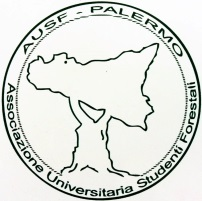 AUSF - PALERMO
Associazione Universitaria Studenti Forestali